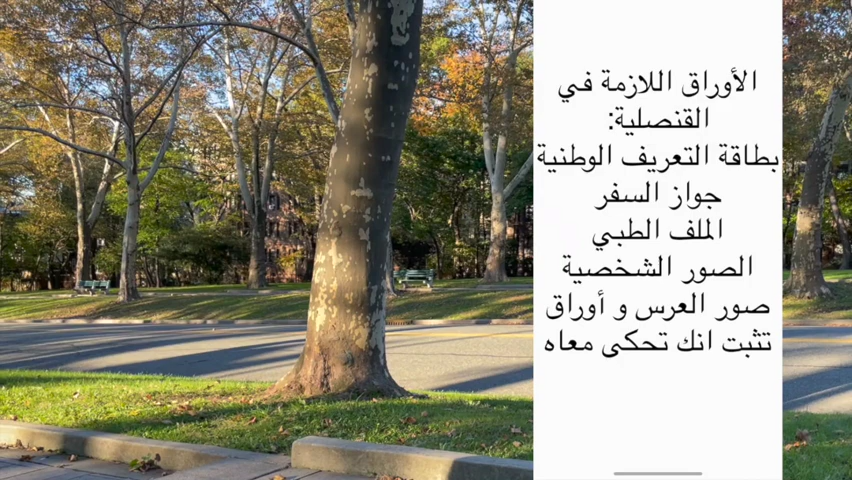 الأوراق اللازمة في
القنصلية:
بطاقة التعريف الوطنية
جواز السفر
الملف الطبي
الصور الشخصية
صور العرس و أوراق
تثبت انك تحكي معاه